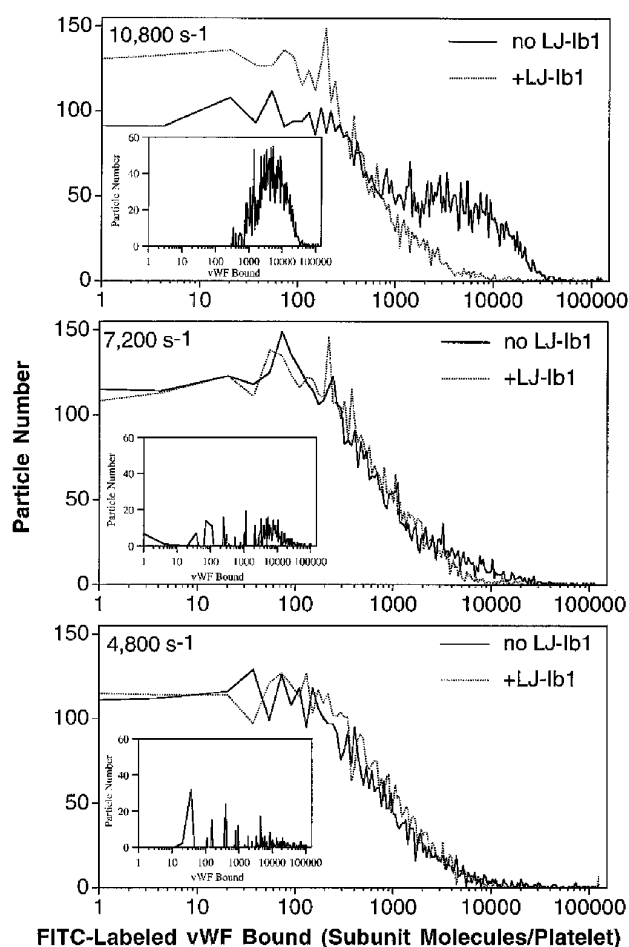 10,800 s-1
no LJ-Ib1
+LJ-Ib1
150
100
50
0
Particle Number
60
40
20
0
1 10 100 1000 10000 100000
vWF Bound
1 10 100 1000 10000 100000
7,200 s-1
no LJ-Ib1
+LJ-Ib1
150
100
50
0
Particle Number
60
40
20
0
1 10 100 1000 10000 100000
vWF Bound
1 10 100 1000 10000 100000
Particle Number
4,800 s-1
no LJ-Ib1
+LJ-Ib1
150
100
50
0
Particle Number
60
40
20
0
1 10 100 1000 10000 100000
vWF Bound
1 10 100 1000 10000 100000
FITC-Labeled vWF Bound (Subunit Molecules/Platelet)